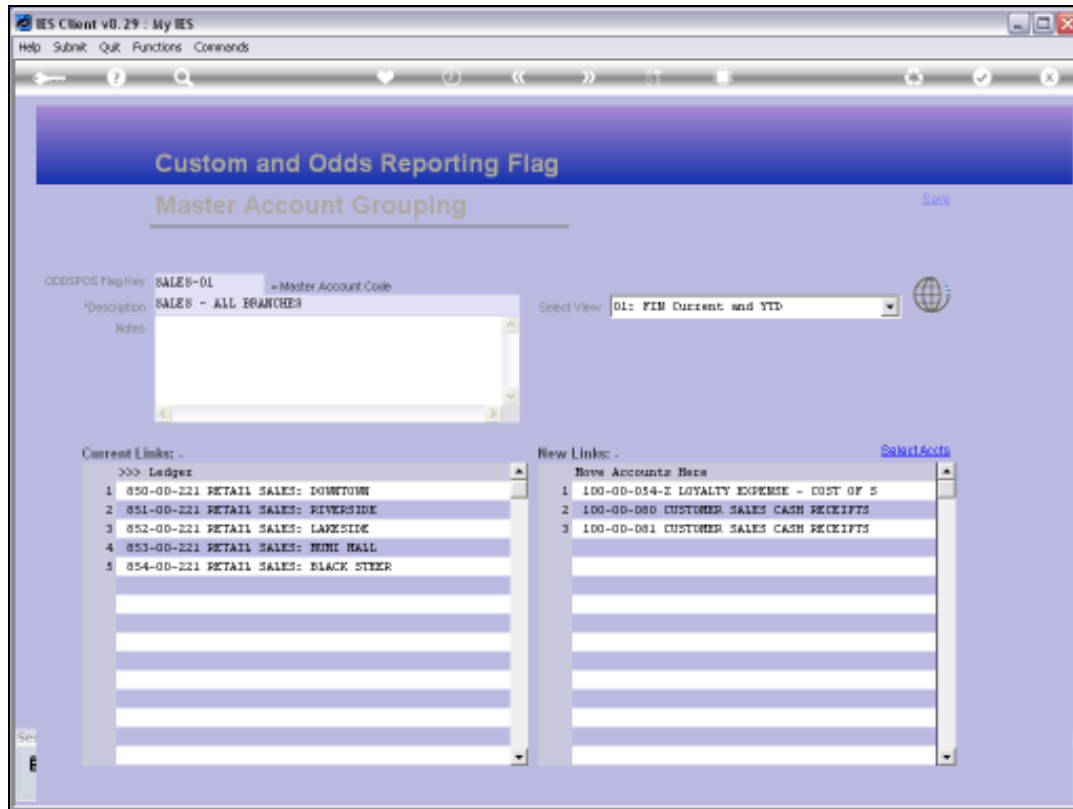 IES Client v8.29 : My IES
Help Submit Quit Functions Commands
Custom and Odds Reporting Flag
Master Account Grouping
Save
ODDSPOS Flag Key SALES-01 = Master Account Code
*Description SALES - ALL BRANCHES
Select View 01: FIN Current and YTD
Notes
Current Links: -
New Links: -
Select Accts
>>> Ledger
Move Accounts Here
1 850-00-221 RETAIL SALES: DOWNTOWN
1 100-00-054-Z LOYALTY EXPENSE - COST OF S
2 851-00-221 RETAIL SALES: RIVERSIDE
2 100-00-080 CUSTOMER SALES CASH RECEIPTS
3 852-00-221 RETAIL SALES: LAKESIDE
3 100-00-081 CUSTOMER SALES CASH RECEIPTS
4 853-00-221 RETAIL SALES: MUMI MALL
5 854-00-221 RETAIL SALES: BLACK STEER